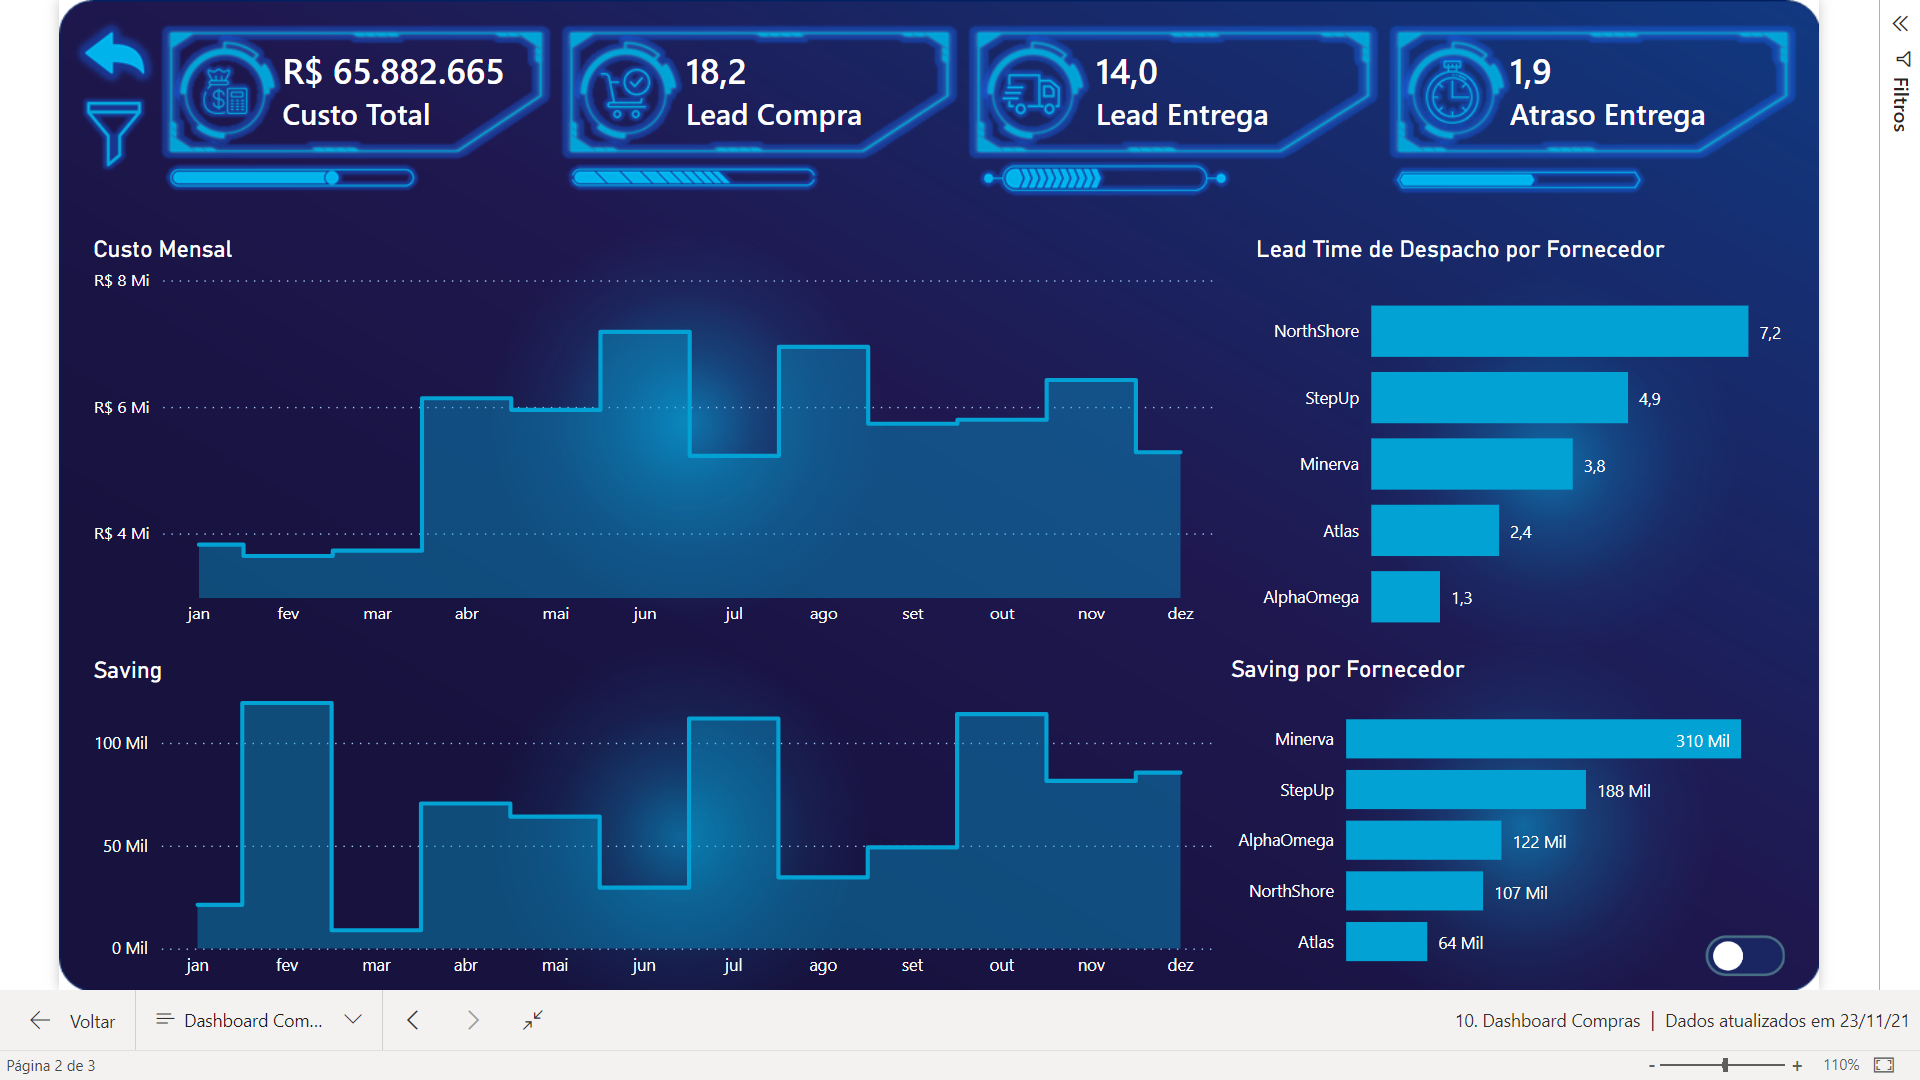 R$ 65.882.665
Custo Total
18,2
Lead Compra
14,0
Lead Entrega
1,9
Atraso Entrega
Filtros
Custo Mensal
R$ 8 Mi
R$ 6 Mi
R$ 4 Mi
jan fev mar abr mai jun jul ago set out nov dez
Lead Time de Despacho por Fornecedor
NorthShore 7,2
StepUp 4,9
Minerva 3,8
Atlas 2,4
AlphaOmega 1,3
Saving
100 Mil
50 Mil
0 Mil
jan fev mar abr mai jun jul ago set out nov dez
Saving por Fornecedor
Minerva 310 Mil
StepUp 188 Mil
AlphaOmega 122 Mil
NorthShore 107 Mil
Atlas 64 Mil
Voltar
Dashboard Com...
10. Dashboard Compras | Dados atualizados em 23/11/21
Página 2 de 3
- + 110%